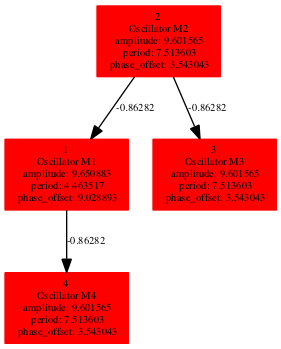 2
Oscillator M2
amplitude: 9.601565
period: 7.513603
phase_offset: 3.543043
-0.86282
-0.86282
1
Oscillator M1
amplitude: 9.650883
period: 4.463517
phase_offset: 9.028893
3
Oscillator M3
amplitude: 9.601565
period: 7.513603
phase_offset: 3.543043
-0.86282
4
Oscillator M4
amplitude: 9.601565
period: 7.513603
phase_offset: 3.543043